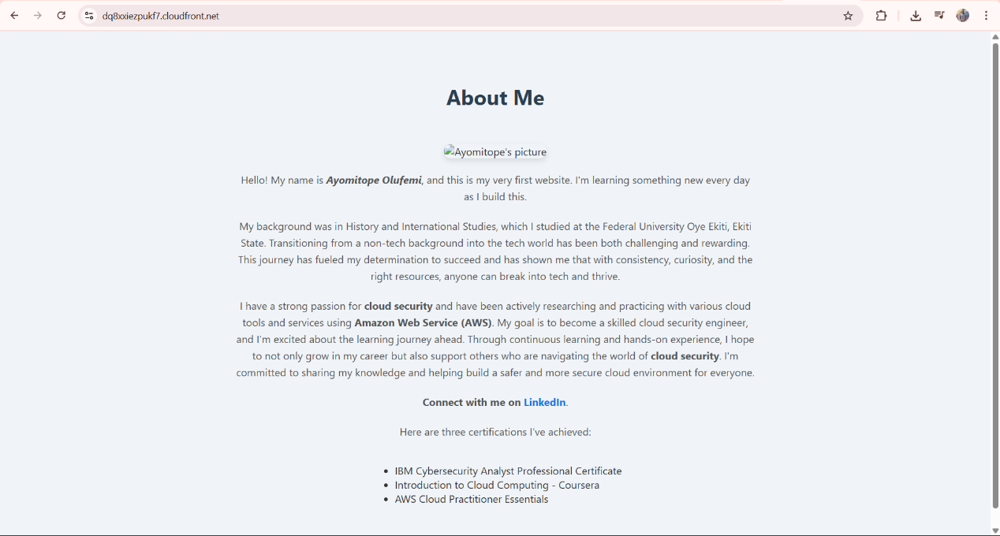 dq8xxiezpukf7.cloudfront.net
About Me
Ayomitope's picture
Hello! My name is Ayomitope Olufemi, and this is my very first website. I'm learning something new every day
as I build this.
My background was in History and International Studies, which I studied at the Federal University Oye Ekiti, Ekiti
State. Transitioning from a non-tech background into the tech world has been both challenging and rewarding.
This journey has fueled my determination to succeed and has shown me that with consistency, curiosity, and the
right resources, anyone can break into tech and thrive.
I have a strong passion for cloud security and have been actively researching and practicing with various cloud
tools and services using Amazon Web Service (AWS). My goal is to become a skilled cloud security engineer,
and I'm excited about the learning journey ahead. Through continuous learning and hands-on experience, I hope
to not only grow in my career but also support others who are navigating the world of cloud security. I'm
committed to sharing my knowledge and helping build a safer and more secure cloud environment for everyone.
Connect with me on LinkedIn.
Here are three certifications I've achieved:
• IBM Cybersecurity Analyst Professional Certificate
• Introduction to Cloud Computing - Coursera
• AWS Cloud Practitioner Essentials